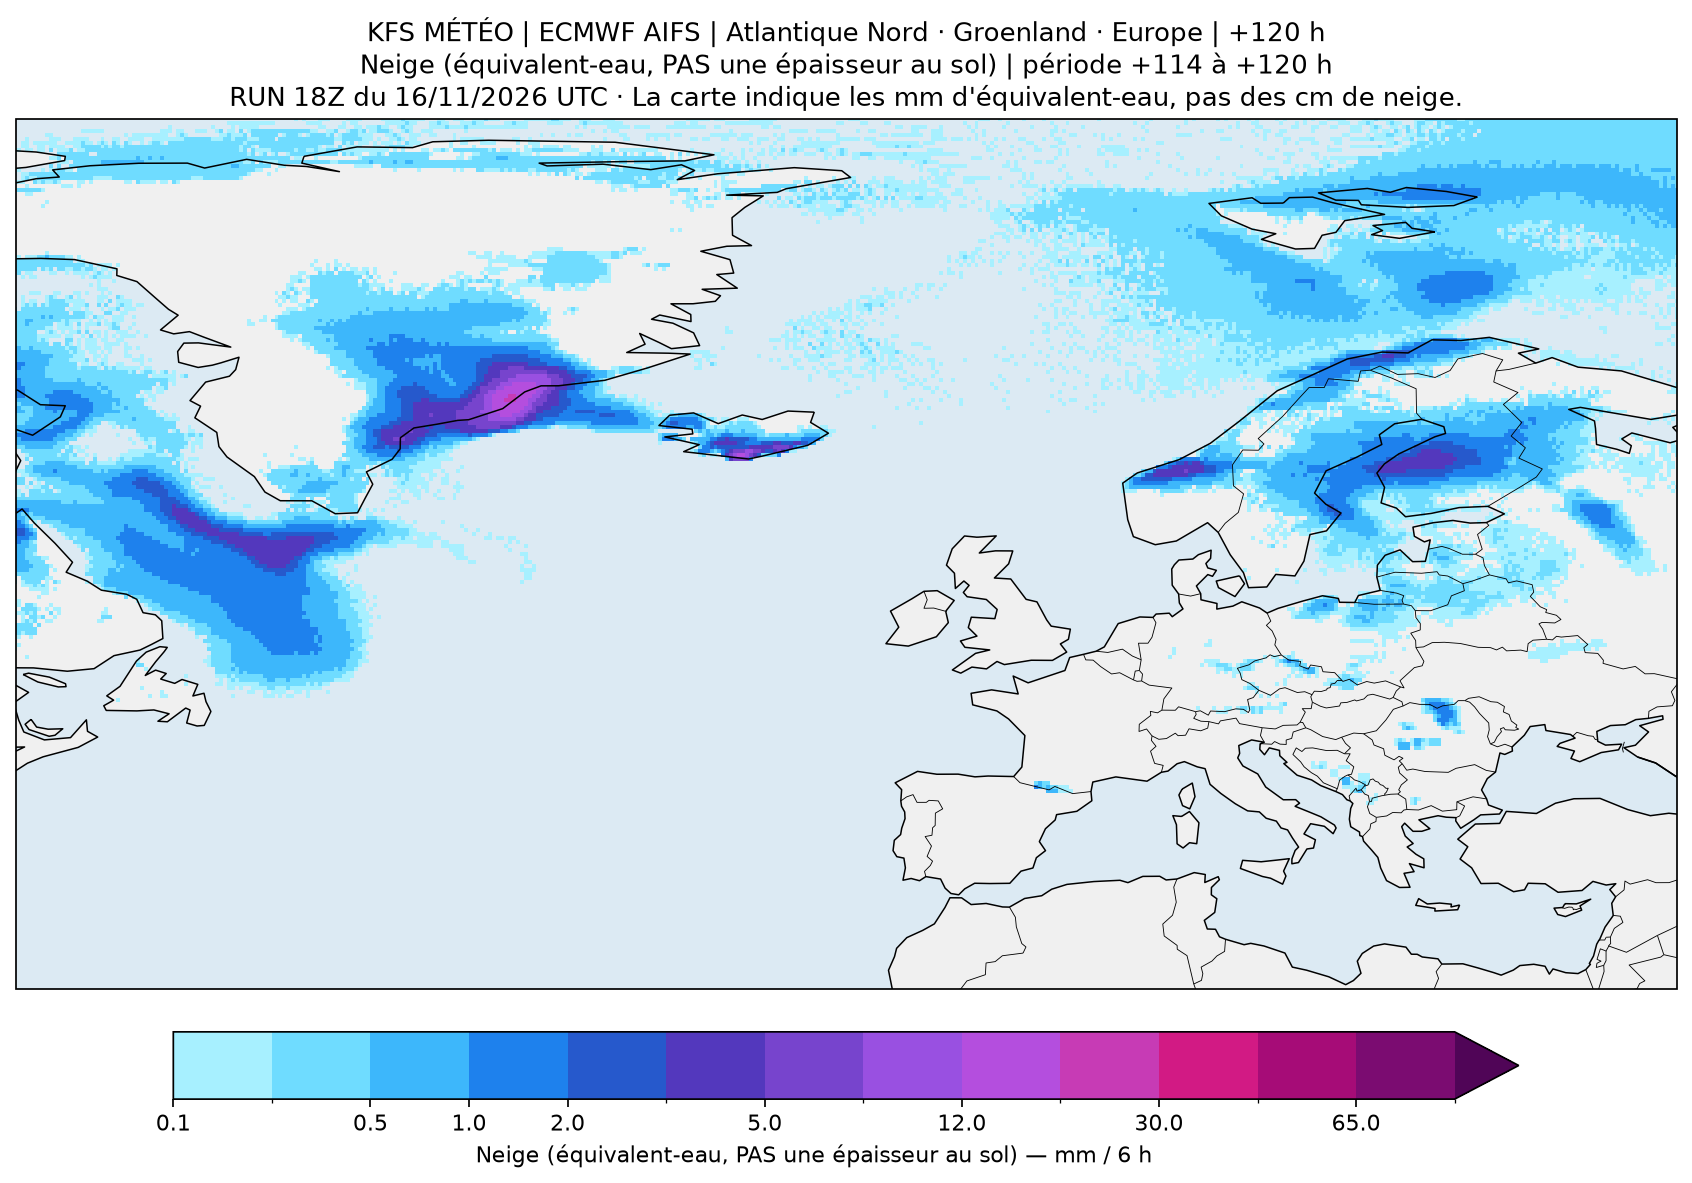 KFS MÉTÉO | ECMWF AIFS | Atlantique Nord · Groenland · Europe | +120 h
Neige (équivalent-eau, PAS une épaisseur au sol) | période +114 à +120 h
RUN 18Z du 16/11/2026 UTC · La carte indique les mm d'équivalent-eau, pas des cm de neige.
0.1 0.5 1.0 2.0 5.0 12.0 30.0 65.0
Neige (équivalent-eau, PAS une épaisseur au sol) — mm / 6 h